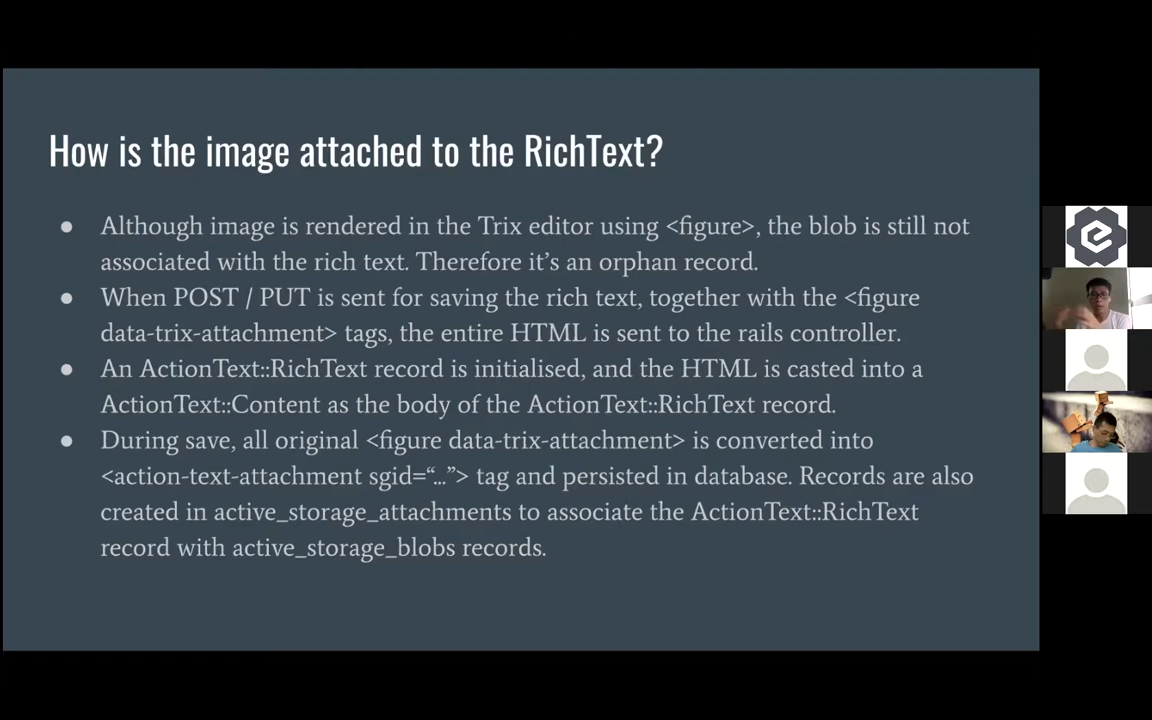 How is the image attached to the RichText?
● Although image is rendered in the Trix editor using <figure>, the blob is still not
associated with the rich text. Therefore it’s an orphan record.
● When POST / PUT is sent for saving the rich text, together with the <figure
data-trix-attachment> tags, the entire HTML is sent to the rails controller.
● An ActionText::RichText record is initialised, and the HTML is casted into a
ActionText::Content as the body of the ActionText::RichText record.
● During save, all original <figure data-trix-attachment> is converted into
<action-text-attachment sgid=“...”> tag and persisted in database. Records are also
created in active_storage_attachments to associate the ActionText::RichText
record with active_storage_blobs records.